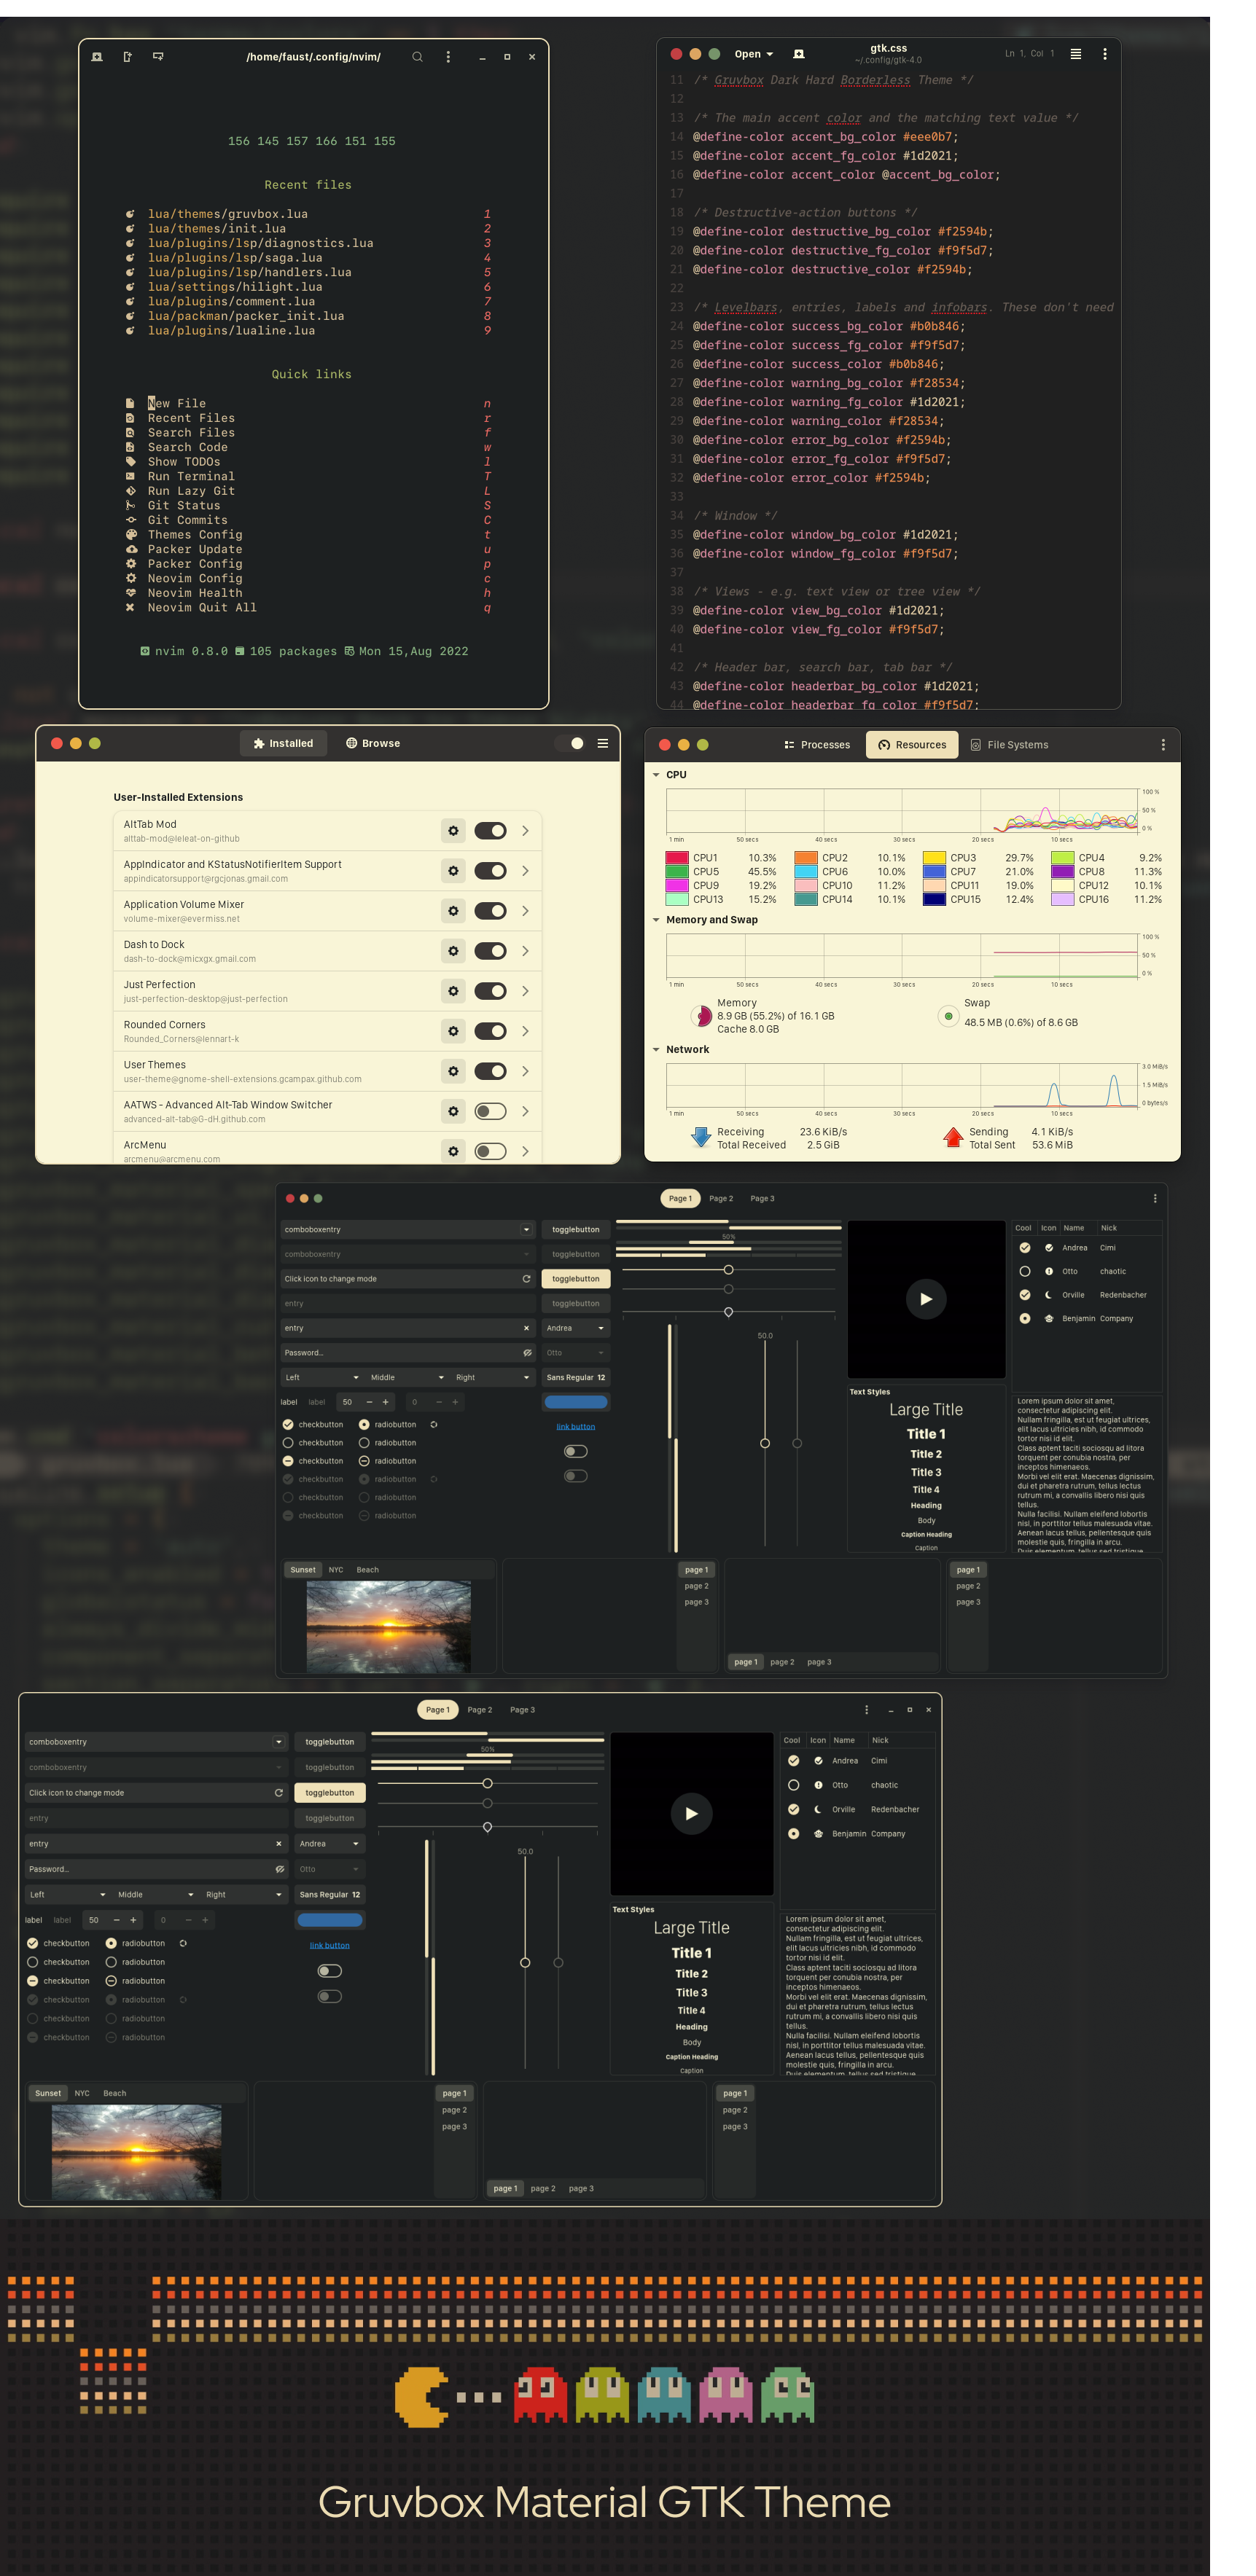 /home/faust/.config/nvim/
156 145 157 166 151 155
Recent files
lua/themes/gruvbox.lua 1
lua/themes/init.lua 2
lua/plugins/lsp/diagnostics.lua 3
lua/plugins/lsp/saga.lua 4
lua/plugins/lsp/handlers.lua 5
lua/settings/hilight.lua 6
lua/plugins/comment.lua 7
lua/packman/packer_init.lua 8
lua/plugins/lualine.lua 9
Quick links
New File n
Recent Files r
Search Files f
Search Code w
Show TODOs l
Run Terminal T
Run Lazy Git L
Git Status S
Git Commits C
Themes Config t
Packer Update u
Packer Config p
Neovim Config c
Neovim Health h
Neovim Quit All q
nvim 0.8.0 105 packages Mon 15,Aug 2022
Open gtk.css Ln 1, Col 1
~/.config/gtk-4.0
11 /* Gruvbox Dark Hard Borderless Theme */
12
13 /* The main accent color and the matching text value */
14 @define-color accent_bg_color #eee0b7;
15 @define-color accent_fg_color #1d2021;
16 @define-color accent_color @accent_bg_color;
17
18 /* Destructive-action buttons */
19 @define-color destructive_bg_color #f2594b;
20 @define-color destructive_fg_color #f9f5d7;
21 @define-color destructive_color #f2594b;
22
23 /* Levelbars, entries, labels and infobars. These don't need
24 @define-color success_bg_color #b0b846;
25 @define-color success_fg_color #f9f5d7;
26 @define-color success_color #b0b846;
27 @define-color warning_bg_color #f28534;
28 @define-color warning_fg_color #1d2021;
29 @define-color warning_color #f28534;
30 @define-color error_bg_color #f2594b;
31 @define-color error_fg_color #f9f5d7;
32 @define-color error_color #f2594b;
33
34 /* Window */
35 @define-color window_bg_color #1d2021;
36 @define-color window_fg_color #f9f5d7;
37
38 /* Views - e.g. text view or tree view */
39 @define-color view_bg_color #1d2021;
40 @define-color view_fg_color #f9f5d7;
41
42 /* Header bar, search bar, tab bar */
43 @define-color headerbar_bg_color #1d2021;
44 @define-color headerbar_fg_color #f9f5d7;
Installed Browse
User-Installed Extensions
AltTab Mod
alttab-mod@leleat-on-github
AppIndicator and KStatusNotifierItem Support
appindicatorsupport@rgcjonas.gmail.com
Application Volume Mixer
volume-mixer@evermiss.net
Dash to Dock
dash-to-dock@micxgx.gmail.com
Just Perfection
just-perfection-desktop@just-perfection
Rounded Corners
Rounded_Corners@lennart-k
User Themes
user-theme@gnome-shell-extensions.gcampax.github.com
AATWS - Advanced Alt-Tab Window Switcher
advanced-alt-tab@G-dH.github.com
ArcMenu
arcmenu@arcmenu.com
Processes Resources File Systems
CPU
100 %
50 %
0 %
1 min 50 secs 40 secs 30 secs 20 secs 10 secs
CPU1 10.3% CPU2 10.1% CPU3 29.7% CPU4 9.2%
CPU5 45.5% CPU6 10.0% CPU7 21.0% CPU8 11.3%
CPU9 19.2% CPU10 11.2% CPU11 19.0% CPU12 10.1%
CPU13 15.2% CPU14 10.1% CPU15 12.4% CPU16 11.2%
Memory and Swap
100 %
50 %
0 %
1 min 50 secs 40 secs 30 secs 20 secs 10 secs
Memory Swap
8.9 GB (55.2%) of 16.1 GB 48.5 MB (0.6%) of 8.6 GB
Cache 8.0 GB
Network
3.0 MiB/s
1.5 MiB/s
0 bytes/s
1 min 50 secs 40 secs 30 secs 20 secs 10 secs
Receiving 23.6 KiB/s Sending 4.1 KiB/s
Total Received 2.5 GiB Total Sent 53.6 MiB
Page 1 Page 2 Page 3
comboboxentry togglebutton
comboboxentry togglebutton
Click icon to change mode togglebutton
entry togglebutton
entry Andrea
Password... Otto
Left Middle Right Sans Regular 12
label label 50 − + 0 − +
checkbutton radiobutton link button
checkbutton radiobutton
checkbutton radiobutton
checkbutton radiobutton
checkbutton radiobutton
checkbutton radiobutton
50%
50.0
Text Styles
Large Title
Title 1
Title 2
Title 3
Title 4
Heading
Body
Caption Heading
Caption
Cool Icon Name Nick
Andrea Cimi
Otto chaotic
Orville Redenbacher
Benjamin Company
Lorem ipsum dolor sit amet,
consectetur adipiscing elit.
Nullam fringilla, est ut feugiat ultrices,
elit lacus ultricies nibh, id commodo
tortor nisi id elit.
Class aptent taciti sociosqu ad litora
torquent per conubia nostra, per
inceptos himenaeos.
Morbi vel elit erat. Maecenas dignissim,
dui et pharetra rutrum, tellus lectus
rutrum mi, a convallis libero nisi quis
tellus.
Nulla facilisi. Nullam eleifend lobortis
nisl, in porttitor tellus malesuada vitae.
Aenean lacus tellus, pellentesque quis
molestie quis, fringilla in arcu.
Duis elementum, tellus sed tristique
Sunset NYC Beach
page 1
page 2
page 3
page 1 page 2 page 3
page 1
page 2
page 3
Page 1 Page 2 Page 3
comboboxentry togglebutton
comboboxentry togglebutton
Click icon to change mode togglebutton
entry togglebutton
entry Andrea
Password... Otto
Left Middle Right Sans Regular 12
label label 50 − + 0 − +
checkbutton radiobutton link button
checkbutton radiobutton
checkbutton radiobutton
checkbutton radiobutton
checkbutton radiobutton
checkbutton radiobutton
50%
50.0
Text Styles
Large Title
Title 1
Title 2
Title 3
Title 4
Heading
Body
Caption Heading
Caption
Cool Icon Name Nick
Andrea Cimi
Otto chaotic
Orville Redenbacher
Benjamin Company
Lorem ipsum dolor sit amet,
consectetur adipiscing elit.
Nullam fringilla, est ut feugiat ultrices,
elit lacus ultricies nibh, id commodo
tortor nisi id elit.
Class aptent taciti sociosqu ad litora
torquent per conubia nostra, per
inceptos himenaeos.
Morbi vel elit erat. Maecenas dignissim,
dui et pharetra rutrum, tellus lectus
rutrum mi, a convallis libero nisi quis
tellus.
Nulla facilisi. Nullam eleifend lobortis
nisl, in porttitor tellus malesuada vitae.
Aenean lacus tellus, pellentesque quis
molestie quis, fringilla in arcu.
Duis elementum, tellus sed tristique
Sunset NYC Beach
page 1
page 2
page 3
page 1 page 2 page 3
page 1
page 2
page 3
Gruvbox Material GTK Theme